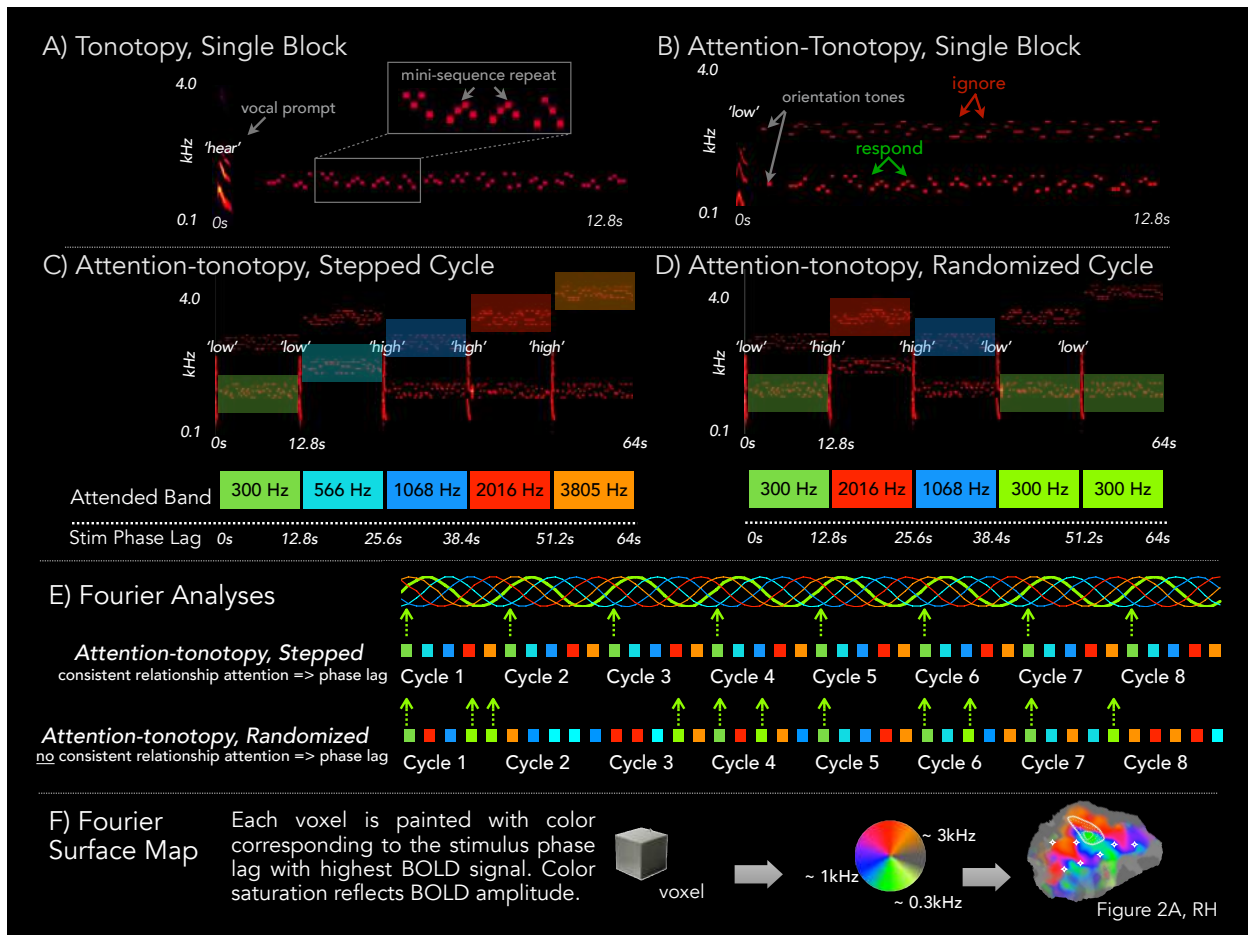 A) Tonotopy, Single Block
mini-sequence repeat
4.0
vocal prompt
kHz
'hear'
0.1
0s
12.8s
B) Attention-Tonotopy, Single Block
4.0
ignore
orientation tones
'low'
kHz
respond
0.1
0s
12.8s
C) Attention-tonotopy, Stepped Cycle
4.0
'low'
'low'
'high'
'high'
'high'
kHz
0.1
0s
12.8s
64s
Attended Band
300 Hz
566 Hz
1068 Hz
2016 Hz
3805 Hz
Stim Phase Lag
0s
12.8s
25.6s
38.4s
51.2s
64s
D) Attention-tonotopy, Randomized Cycle
4.0
'low'
'high'
'high'
'low'
'low'
kHz
0.1
0s
12.8s
64s
300 Hz
2016 Hz
1068 Hz
300 Hz
300 Hz
0s
12.8s
25.6s
38.4s
51.2s
64s
E) Fourier Analyses
Attention-tonotopy, Stepped
consistent relationship attention => phase lag
Cycle 1
Cycle 2
Cycle 3
Cycle 4
Cycle 5
Cycle 6
Cycle 7
Cycle 8
Attention-tonotopy, Randomized
no consistent relationship attention => phase lag
Cycle 1
Cycle 2
Cycle 3
Cycle 4
Cycle 5
Cycle 6
Cycle 7
Cycle 8
F) Fourier
Surface Map
Each voxel is painted with color
corresponding to the stimulus phase
lag with highest BOLD signal. Color
saturation reflects BOLD amplitude.
voxel
~ 3kHz
~ 1kHz
~ 0.3kHz
Figure 2A, RH